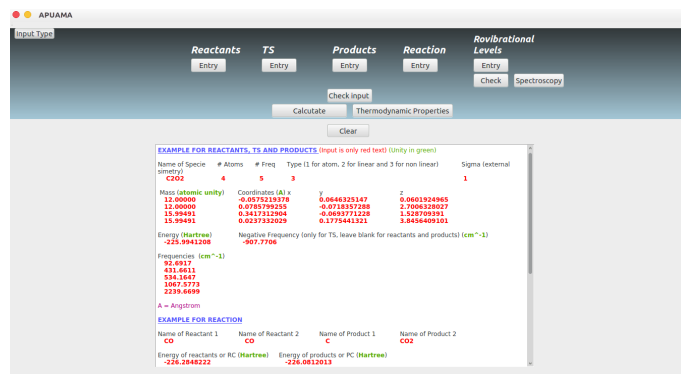 APUAMA
Input Type
Reactants TS Products Reaction Rovibrational Levels
Entry Entry Entry Entry Entry
Check Spectroscopy
Check input
Calcutate Thermodynamic Properties
Clear
EXAMPLE FOR REACTANTS, TS AND PRODUCTS (Input is only red text) (Unity in green)
Name of Specie # Atoms # Freq Type (1 for atom, 2 for linear and 3 for non linear) Sigma (external
simetry)
C2O2 4 5 3 1
Mass (atomic unity) Coordinates (A) x y z
12.00000 -0.0575219378 0.0646325147 0.0601924965
12.00000 0.0785799255 -0.0718357288 2.7006328027
15.99491 0.3417312904 -0.0693771228 1.528709391
15.99491 0.0237332029 0.1775441321 3.8456409101
Energy (Hartree) Negative Frequency (only for TS, leave blank for reactants and products) (cm^-1)
-225.9941208 -907.7706
Frequencies (cm^-1)
92.6917
431.6611
534.1647
1067.5773
2239.6699
A = Angstrom
EXAMPLE FOR REACTION
Name of Reactant 1 Name of Reactant 2 Name of Product 1 Name of Product 2
CO CO C CO2
Energy of reactants or RC (Hartree) Energy of products or PC (Hartree)
-226.2848222 -226.0812013